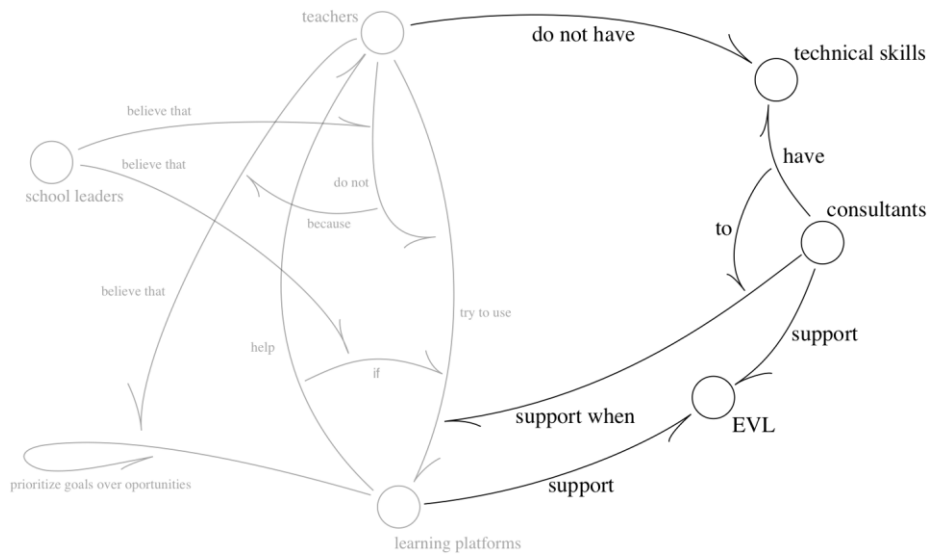 teachers
do not have
technical skills
believe that
believe that
school leaders
do not
have
because
consultants
to
believe that
try to use
help
support
if
support when
EVL
prioritize goals over oportunities
support
learning platforms